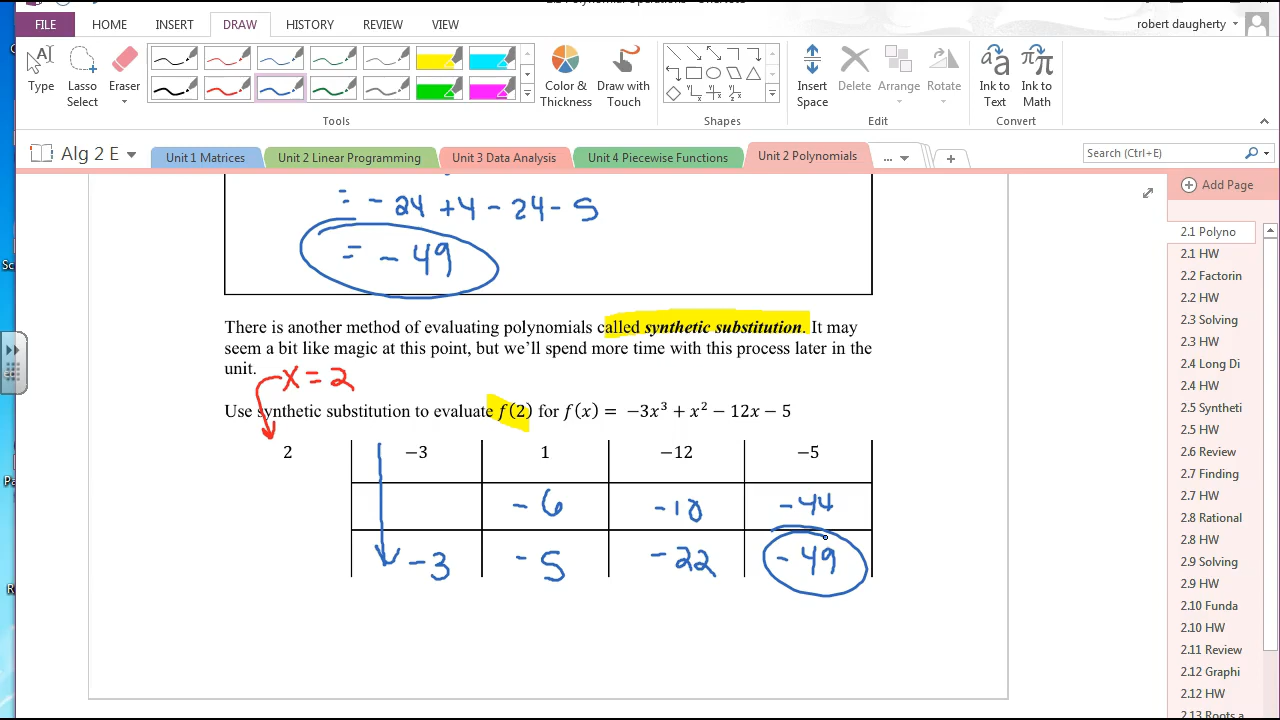 FILE HOME INSERT DRAW HISTORY REVIEW VIEW robert daugherty
Type Lasso Select Eraser Color & Thickness Draw with Touch Insert Space Delete Arrange Rotate Ink to Text Ink to Math
Tools Shapes Edit Convert
Alg 2 E Unit 1 Matrices Unit 2 Linear Programming Unit 3 Data Analysis Unit 4 Piecewise Functions Unit 2 Polynomials ... Search (Ctrl+E)
Add Page
2.1 Polyno
2.1 HW
2.2 Factorin
2.2 HW
2.3 Solving
2.3 HW
2.4 Long Di
2.4 HW
2.5 Syntheti
2.5 HW
2.6 Review
2.7 Finding
2.7 HW
2.8 Rational
2.8 HW
2.9 Solving
2.9 HW
2.10 Funda
2.10 HW
2.11 Review
2.12 Graphi
2.12 HW
2.13 Roots a
= -24 +4 - 24 - 5
= - 49
There is another method of evaluating polynomials called synthetic substitution. It may
seem a bit like magic at this point, but we'll spend more time with this process later in the
unit.
x = 2
Use synthetic substitution to evaluate f(2) for f(x) = −3x³ + x² − 12x − 5
2 −3 1 −12 −5
-6 -10 -44
-3 -5 -22 -49